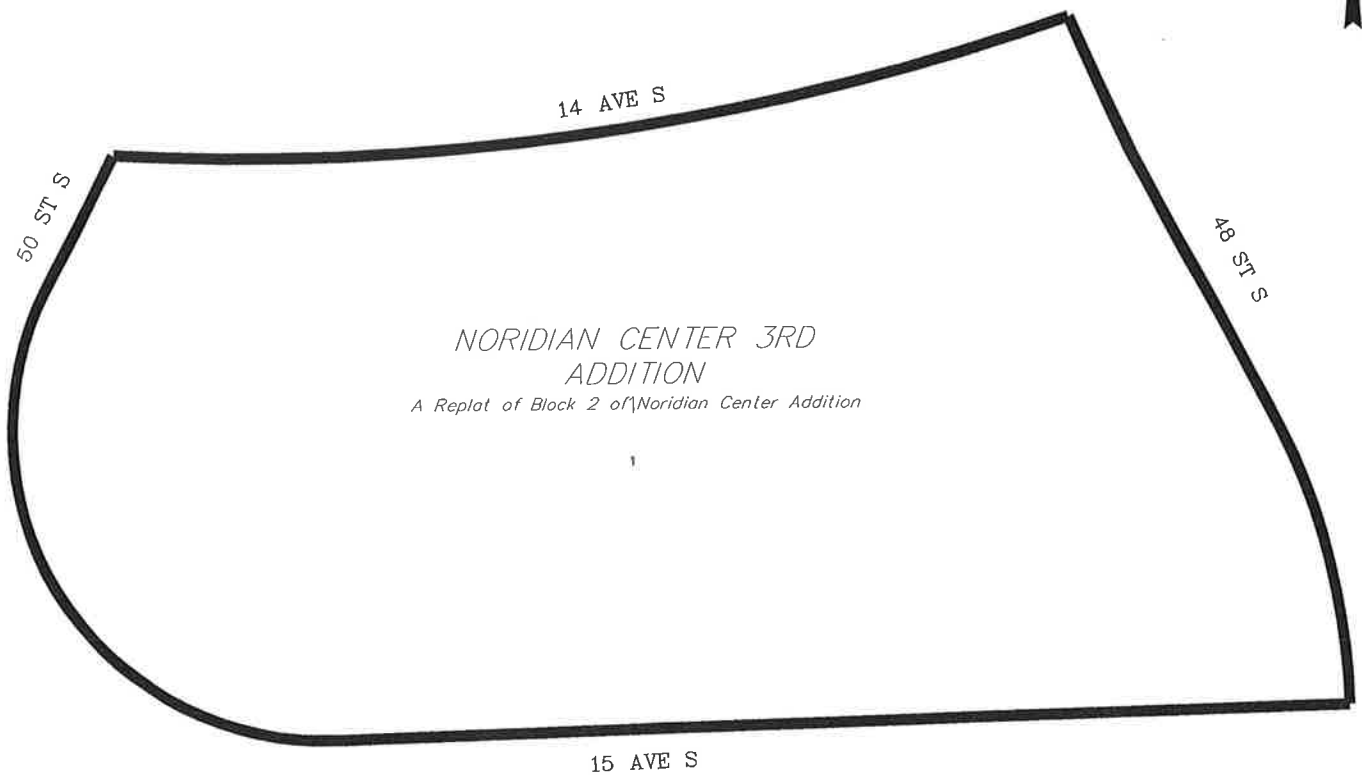 14 AVE S
50 ST S
48 ST S
NORIDIAN CENTER 3RD
ADDITION
A Replat of Block 2 of Noridian Center Addition
1
15 AVE S